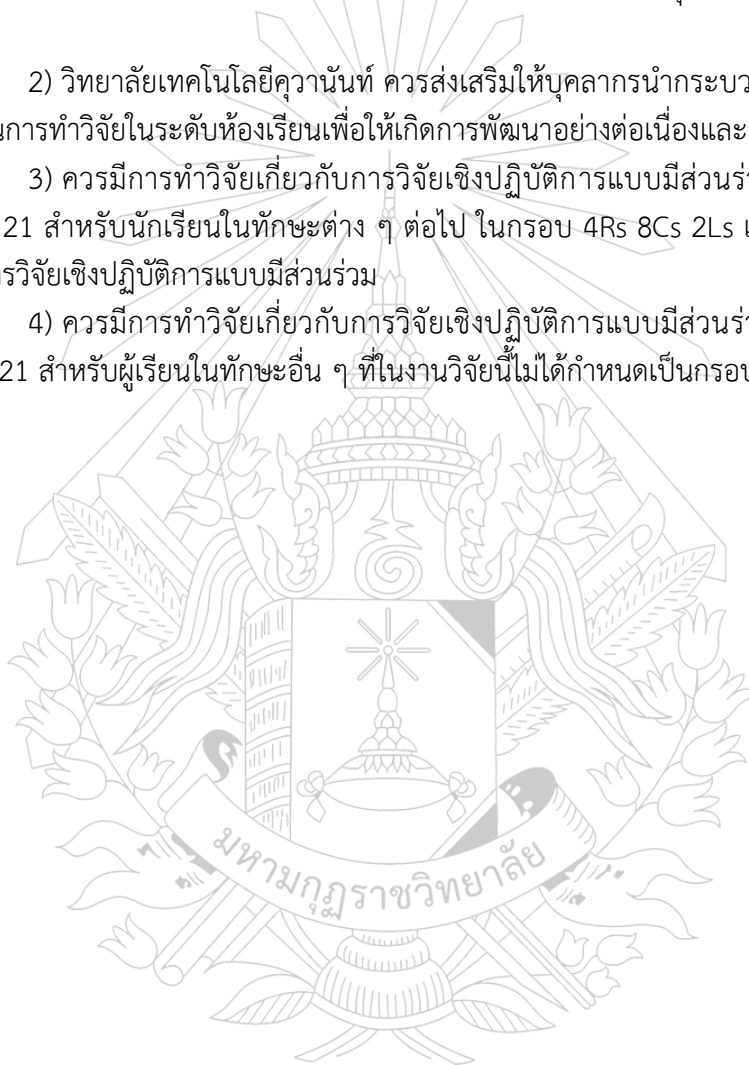 2) วิทยาลัยเทคโนโลยีคุวานันท์ ควรส่งเสริมให้บุคลากรนำกระบว
นการทำวิจัยในระดับห้องเรียนเพื่อให้เกิดการพัฒนาอย่างต่อเนื่องและ
3) ควรมีการทำวิจัยเกี่ยวกับการวิจัยเชิงปฏิบัติการแบบมีส่วนร่
21 สำหรับนักเรียนในทักษะต่าง ๆ ต่อไป ในกรอบ 4Rs 8Cs 2Ls
รวิจัยเชิงปฏิบัติการแบบมีส่วนร่วม
4) ควรมีการทำวิจัยเกี่ยวกับการวิจัยเชิงปฏิบัติการแบบมีส่วนร่
21 สำหรับผู้เรียนในทักษะอื่น ๆ ที่ในงานวิจัยนี้ไม่ได้กำหนดเป็นกรอบ
มหามกุฏราชวิทยาลัย